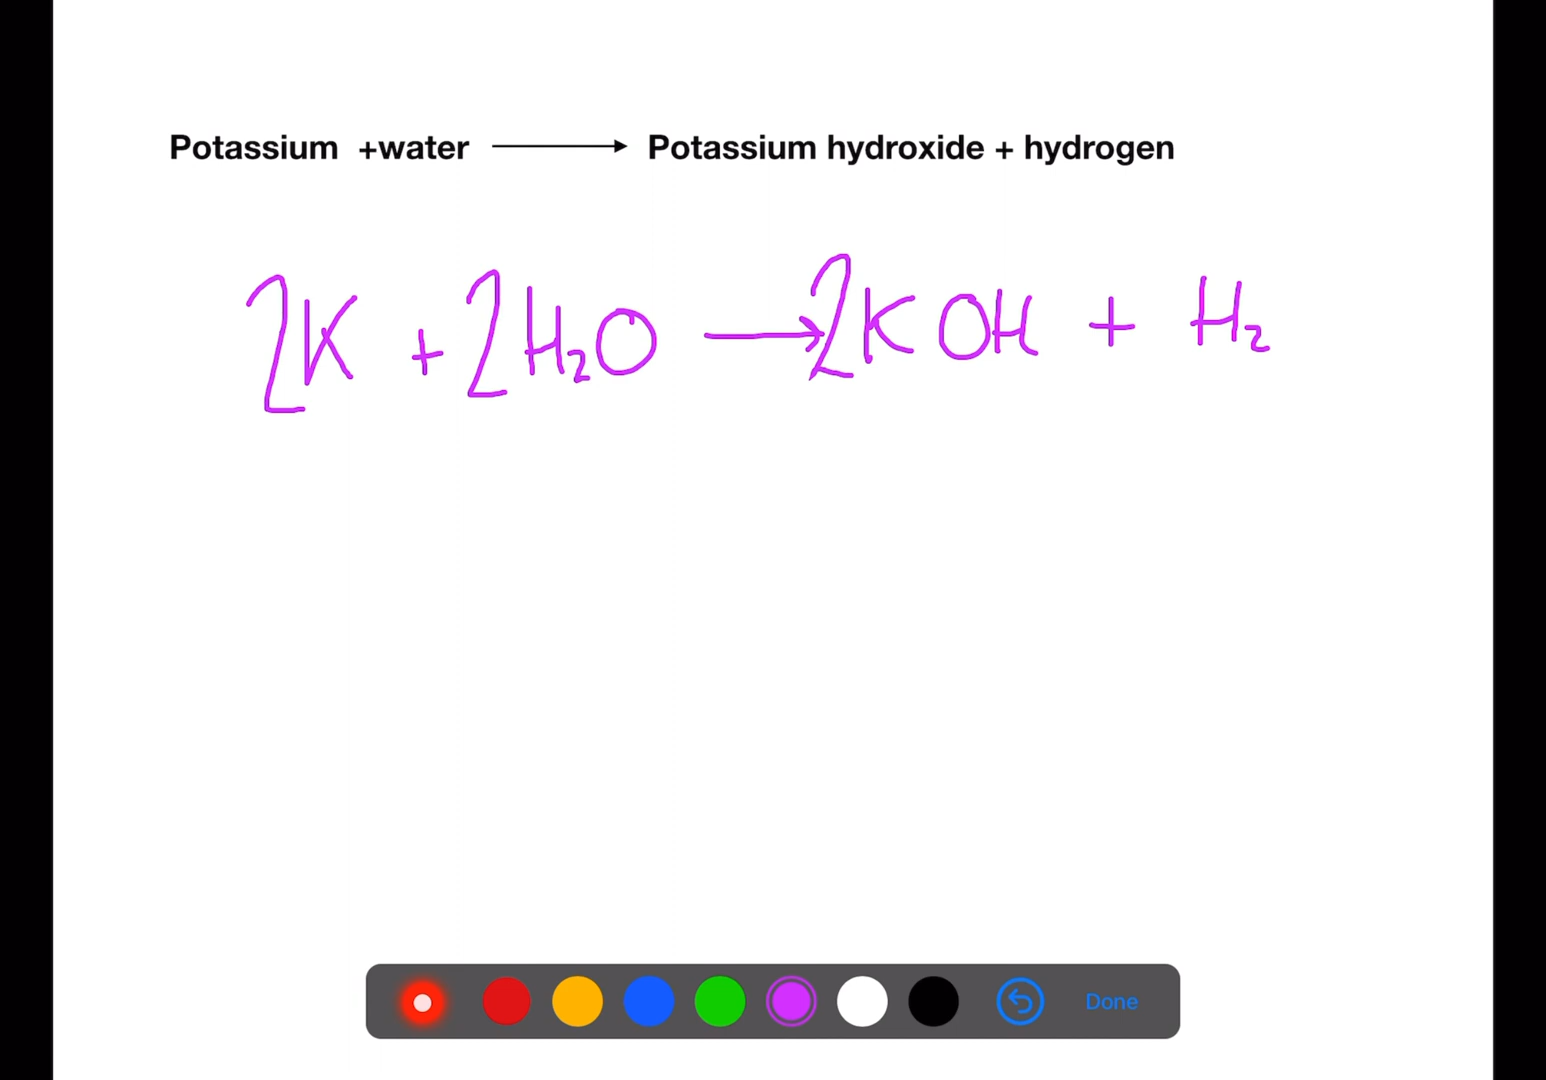 Potassium +water ⟶ Potassium hydroxide + hydrogen
2K + 2H₂O → 2KOH + H₂
Done